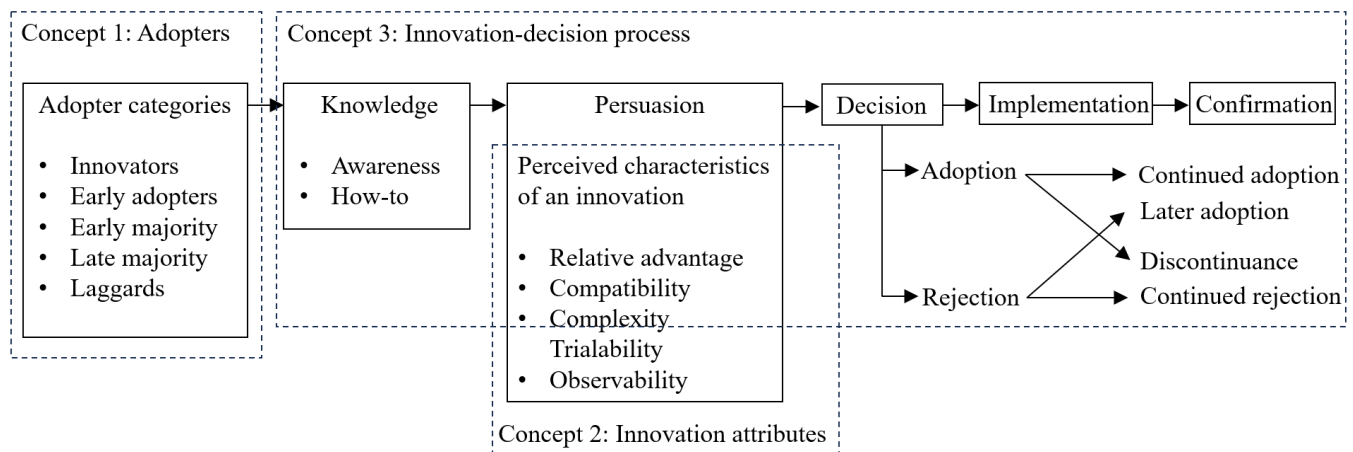 Concept 1: Adopters
Adopter categories
• Innovators
• Early adopters
• Early majority
• Late majority
• Laggards
Concept 3: Innovation-decision process
Knowledge
• Awareness
• How-to
Persuasion
Perceived characteristics
of an innovation
• Relative advantage
• Compatibility
• Complexity
Trialability
• Observability
Concept 2: Innovation attributes
Decision
Adoption
Rejection
Implementation
Confirmation
Continued adoption
Later adoption
Discontinuance
Continued rejection